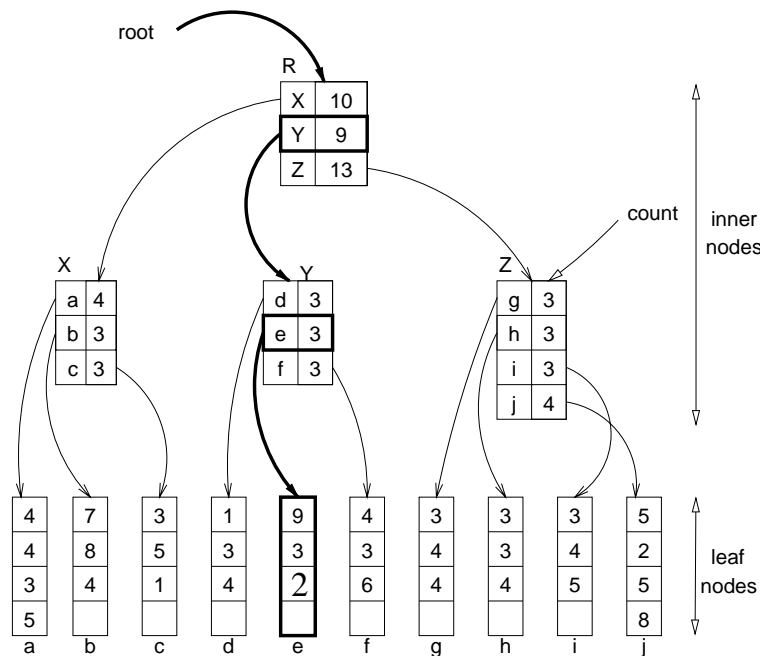 root
R
X 10
Y 9
Z 13
count
inner
nodes
X
a 4
b 3
c 3
Y
d 3
e 3
f 3
Z
g 3
h 3
i 3
j 4
4 7 3 1 9 4 3 3 3 5
4 8 5 3 3 3 4 3 4 2
3 4 1 4 2 6 4 4 5 5
5 8
leaf
nodes
a b c d e f g h i j